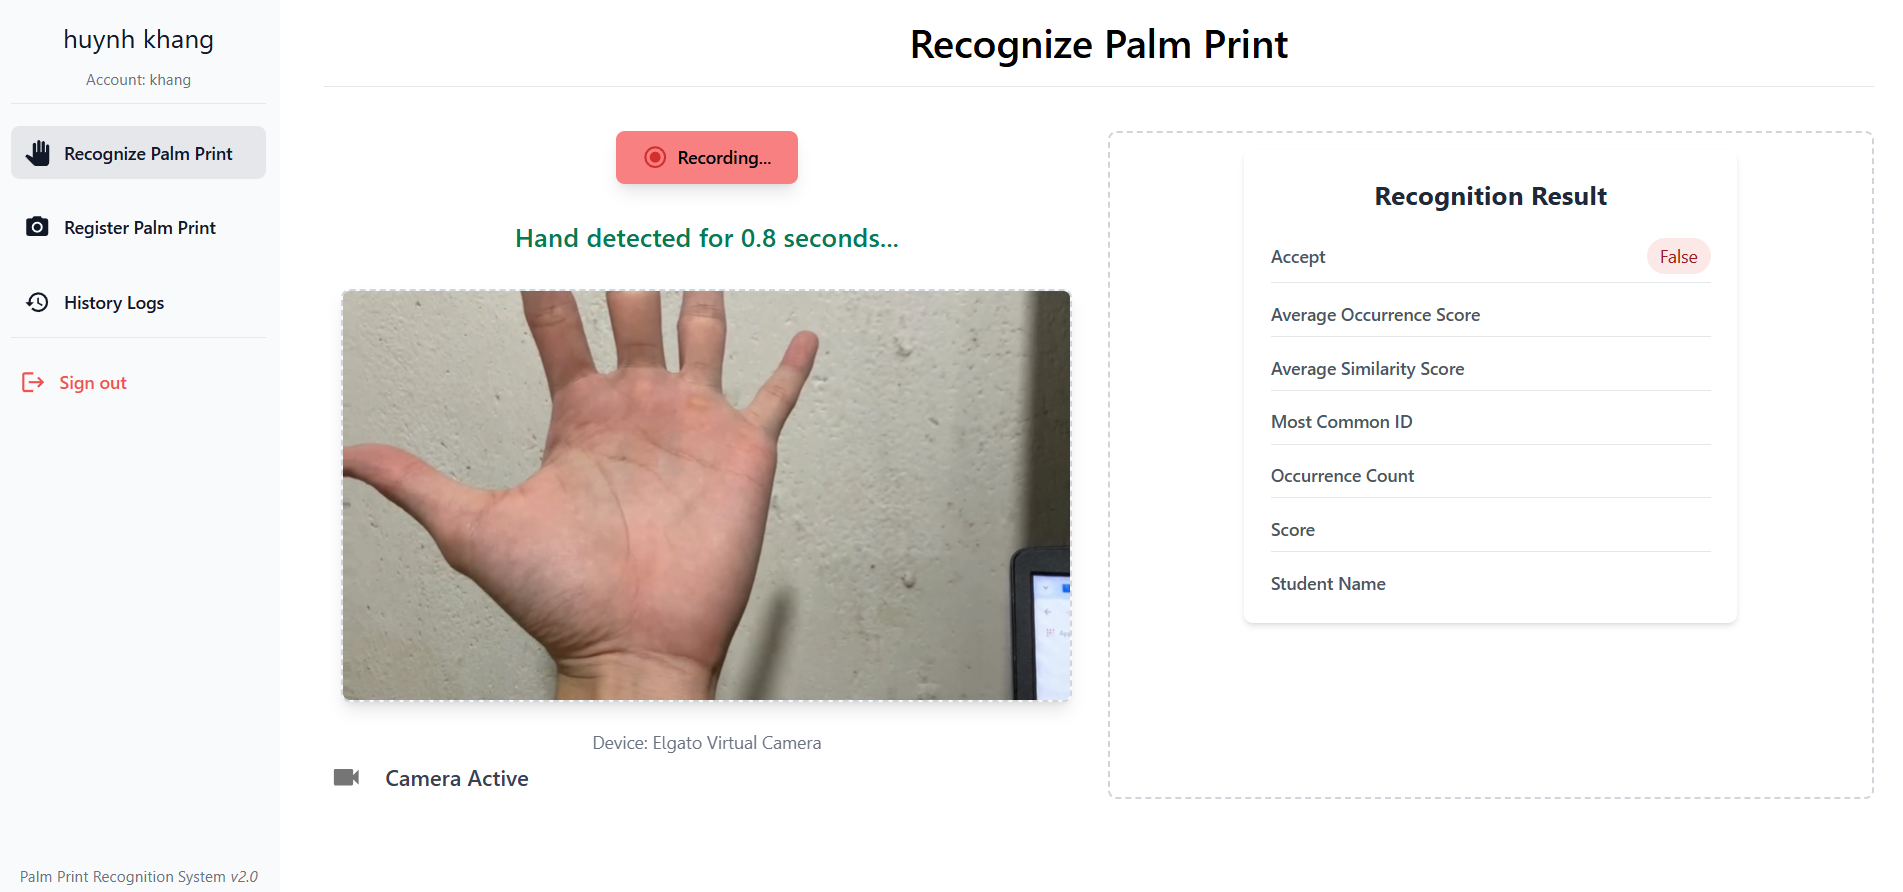 huynh khang
Account: khang
Recognize Palm Print
Register Palm Print
History Logs
Sign out
Palm Print Recognition System v2.0
Recognize Palm Print
Recording...
Hand detected for 0.8 seconds...
Device: Elgato Virtual Camera
Camera Active
Recognition Result
Accept False
Average Occurrence Score
Average Similarity Score
Most Common ID
Occurrence Count
Score
Student Name